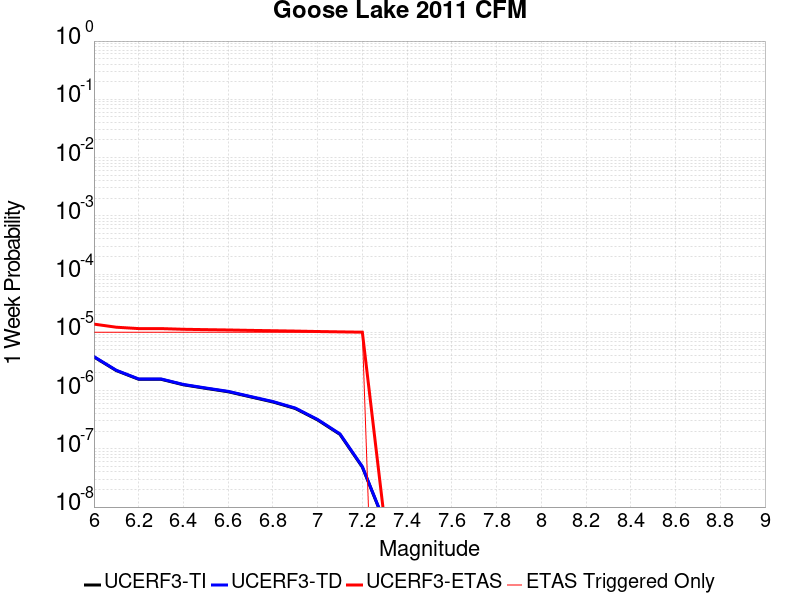 Goose Lake 2011 CFM
10^0
10^-1
10^-2
10^-3
10^-4
10^-5
10^-6
10^-7
10^-8
1 Week Probability
6 6.2 6.4 6.6 6.8 7 7.2 7.4 7.6 7.8 8 8.2 8.4 8.6 8.8 9
Magnitude
UCERF3-TI UCERF3-TD UCERF3-ETAS ETAS Triggered Only